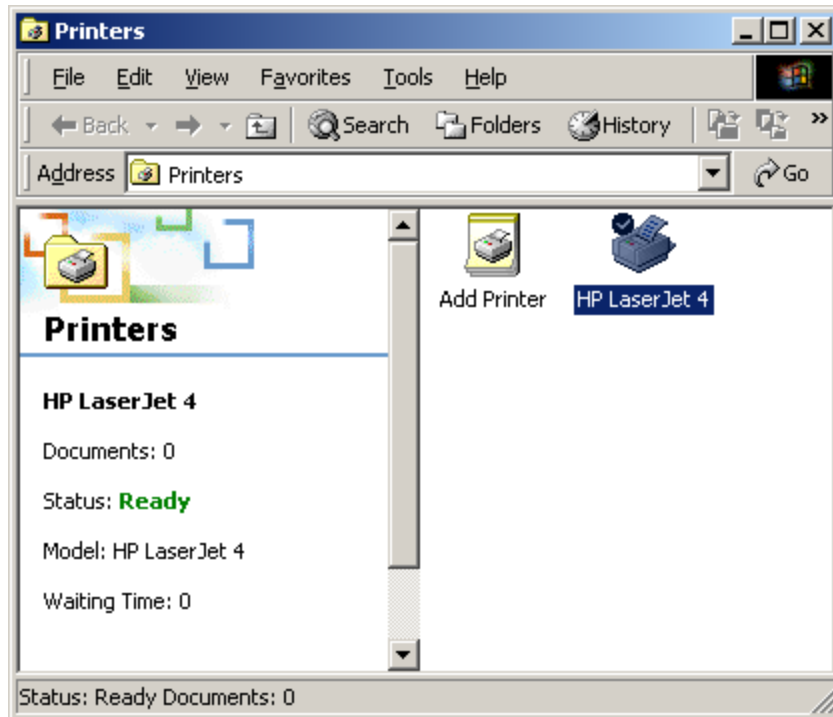 Printers
File Edit View Favorites Tools Help
Back Search Folders History »
Address Printers Go
Printers
HP LaserJet 4
Documents: 0
Status: Ready
Model: HP LaserJet 4
Waiting Time: 0
Add Printer HP LaserJet 4
Status: Ready Documents: 0